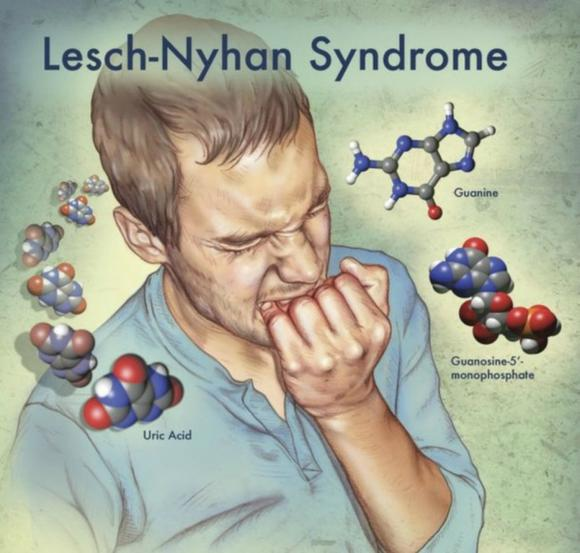 Lesch-Nyhan Syndrome
Guanine
Guanosine-5'-
monophosphate
Uric Acid